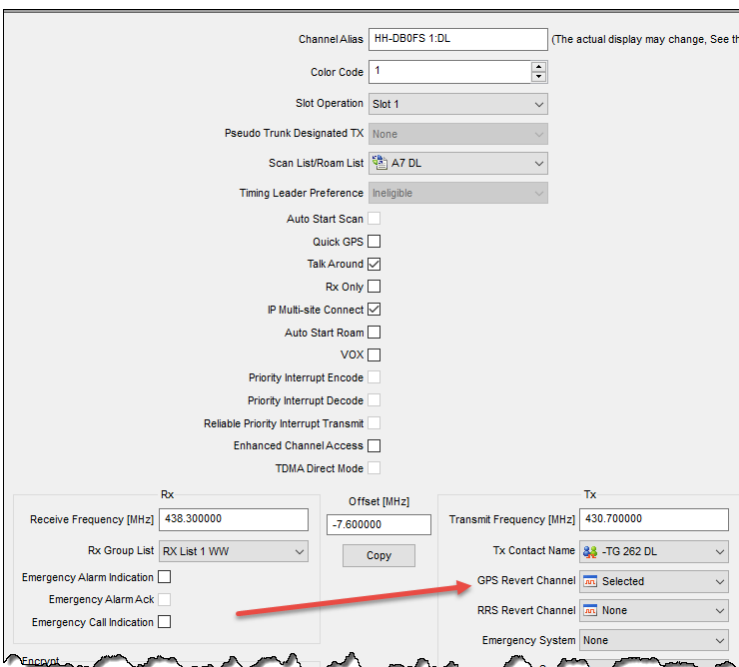 Channel Alias HH-DB0FS 1:DL (The actual display may change, See th
Color Code 1
Slot Operation Slot 1
Pseudo Trunk Designated TX None
Scan List/Roam List A7 DL
Timing Leader Preference Ineligible
Auto Start Scan
Quick GPS
Talk Around
Rx Only
IP Multi-site Connect
Auto Start Roam
VOX
Priority Interrupt Encode
Priority Interrupt Decode
Reliable Priority Interrupt Transmit
Enhanced Channel Access
TDMA Direct Mode
Rx
Receive Frequency [MHz] 438.300000
Rx Group List RX List 1 WW
Emergency Alarm Indication
Emergency Alarm Ack
Emergency Call Indication
Offset [MHz]
-7.600000
Copy
Tx
Transmit Frequency [MHz] 430.700000
Tx Contact Name -TG 262 DL
GPS Revert Channel Selected
RRS Revert Channel None
Emergency System None
Encrypt